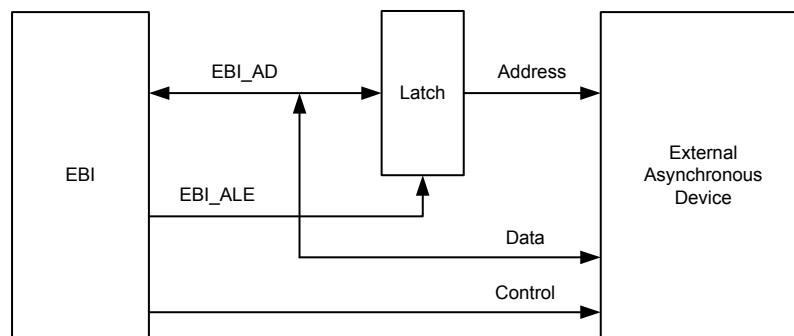 EBI_AD
Address
Latch
EBI
External
Asynchronous
Device
EBI_ALE
Data
Control